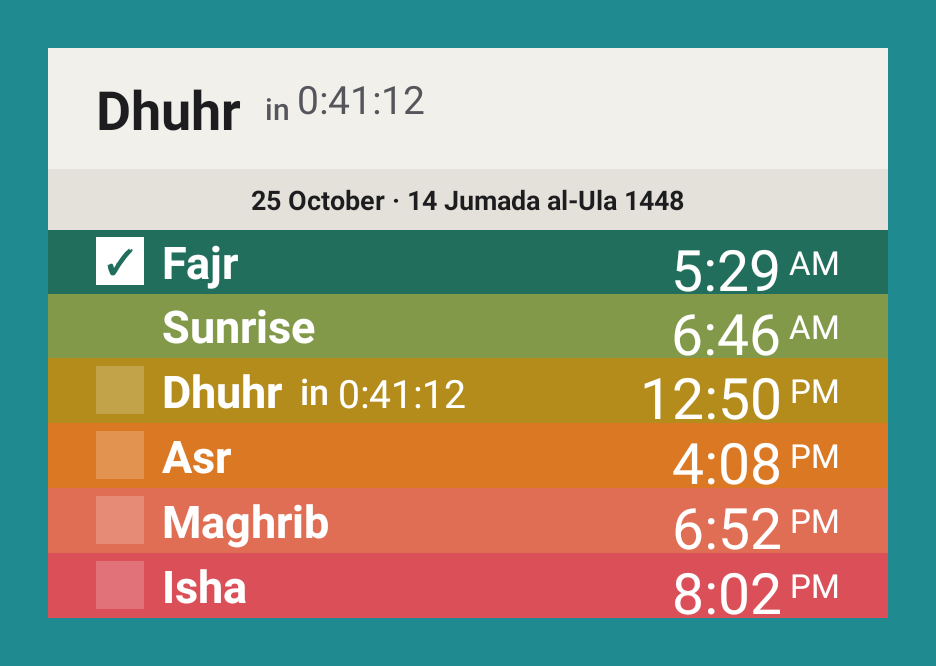 Dhuhr in 0:41:12
25 October · 14 Jumada al-Ula 1448
✓ Fajr 5:29 AM
Sunrise 6:46 AM
Dhuhr in 0:41:12 12:50 PM
Asr 4:08 PM
Maghrib 6:52 PM
Isha 8:02 PM